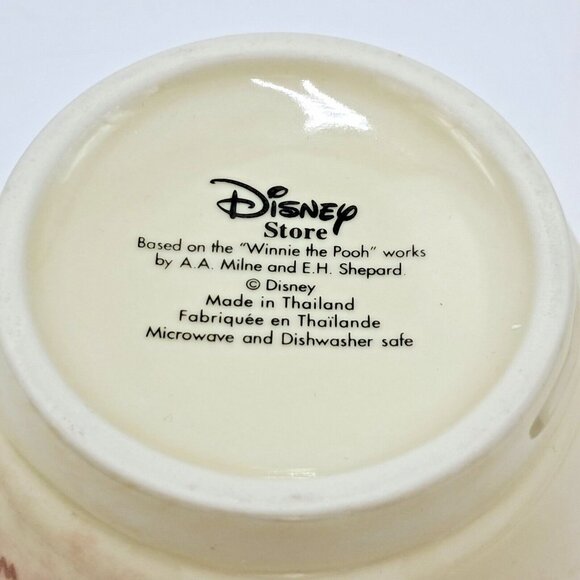 Disney
Store
Based on the "Winnie the Pooh" works
by A.A. Milne and E.H. Shepard.
© Disney
Made in Thailand
Fabriquée en Thaïlande
Microwave and Dishwasher safe